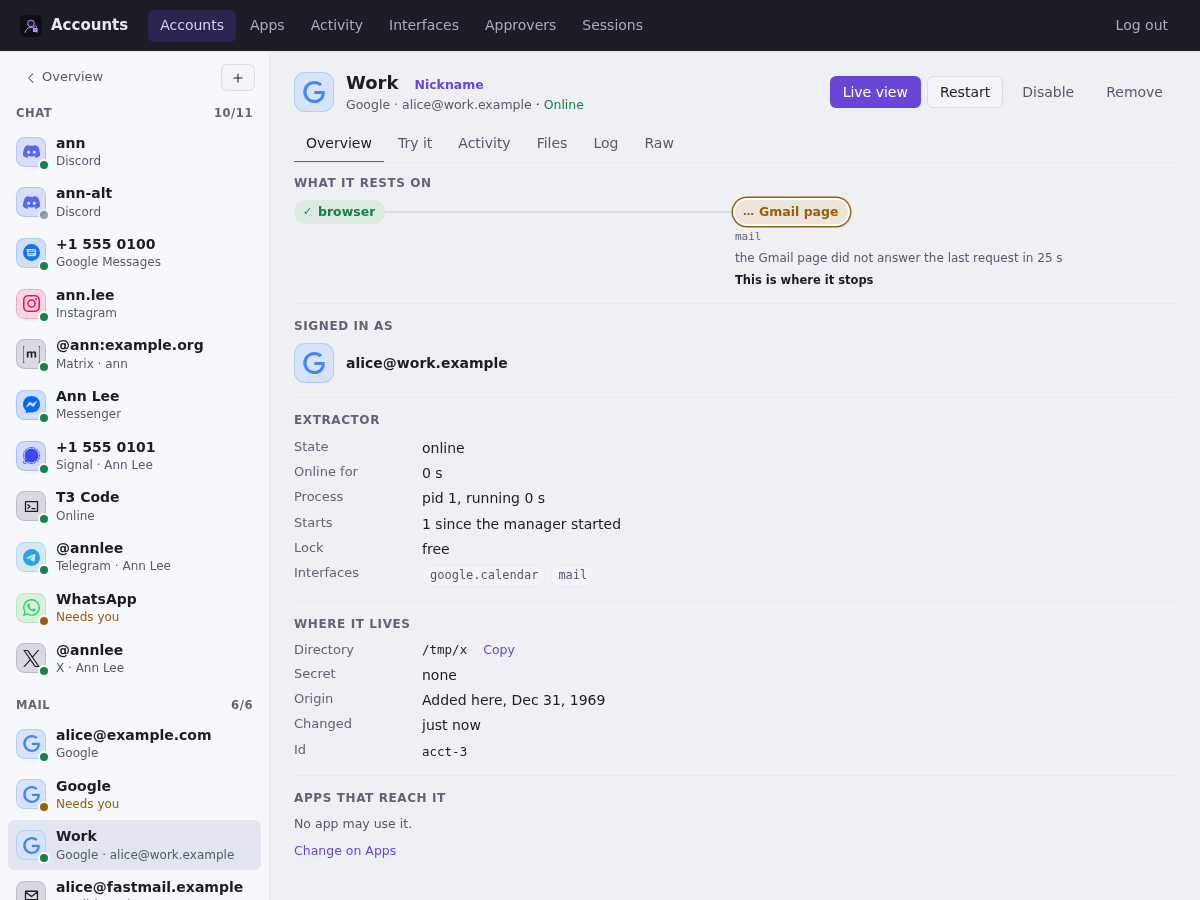 Accounts
Accounts
Apps
Activity
Interfaces
Approvers
Sessions
Log out
Overview
+
CHAT 10/11
ann
Discord
ann-alt
Discord
+1 555 0100
Google Messages
ann.lee
Instagram
[m]
@ann:example.org
Matrix · ann
Ann Lee
Messenger
+1 555 0101
Signal · Ann Lee
T3 Code
Online
@annlee
Telegram · Ann Lee
WhatsApp
Needs you
@annlee
X · Ann Lee
MAIL 6/6
alice@example.com
Google
Google
Needs you
Work
Google · alice@work.example
alice@fastmail.example
Work Nickname
Google · alice@work.example · Online
Live view
Restart
Disable
Remove
Overview
Try it
Activity
Files
Log
Raw
WHAT IT RESTS ON
✓ browser
… Gmail page
mail
the Gmail page did not answer the last request in 25 s
This is where it stops
SIGNED IN AS
alice@work.example
EXTRACTOR
State online
Online for 0 s
Process pid 1, running 0 s
Starts 1 since the manager started
Lock free
Interfaces google.calendar mail
WHERE IT LIVES
Directory /tmp/x Copy
Secret none
Origin Added here, Dec 31, 1969
Changed just now
Id acct-3
APPS THAT REACH IT
No app may use it.
Change on Apps